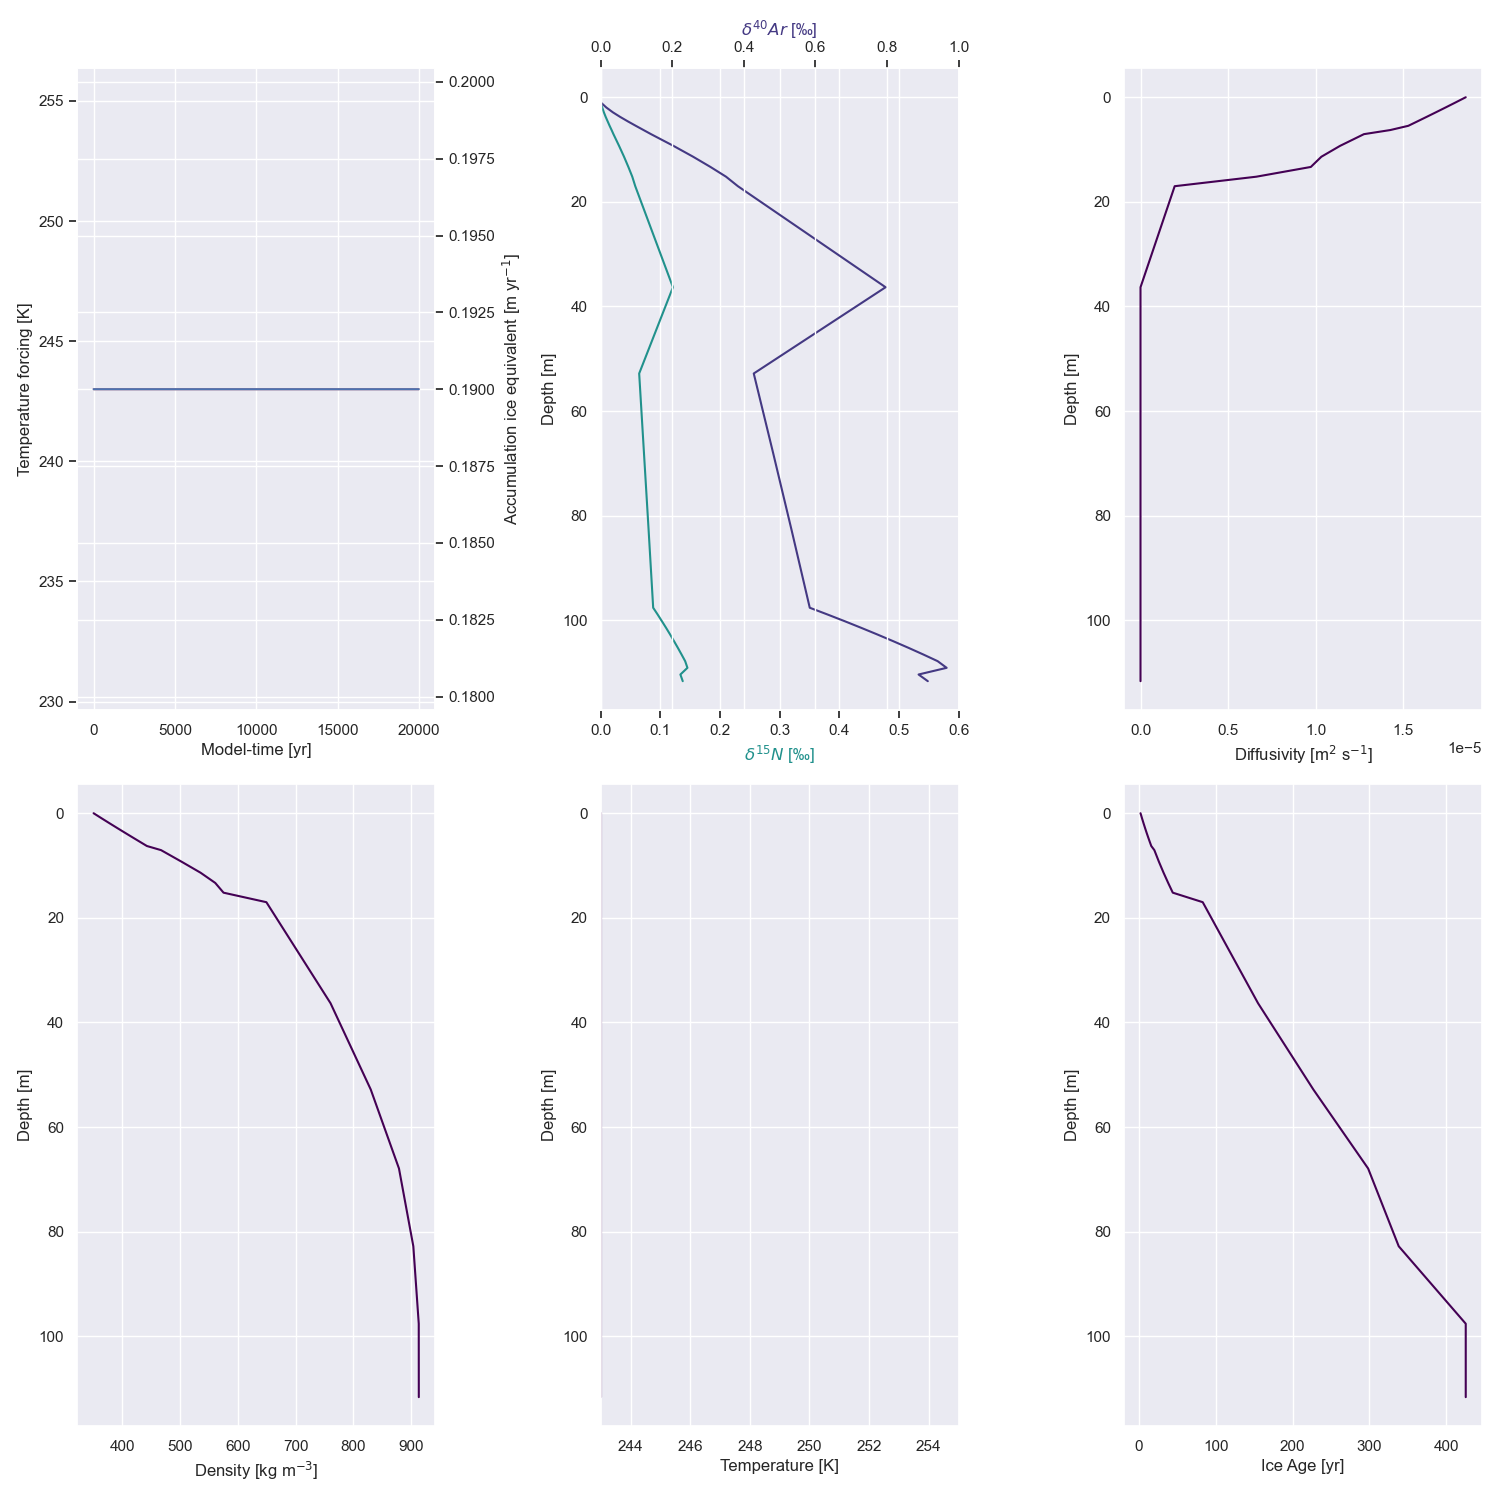 δ⁴⁰Ar [‰]
0.0 0.2 0.4 0.6 0.8 1.0
Temperature forcing [K]
255
250
245
240
235
230
0.2000
0.1975
0.1950
0.1925
0.1900
0.1875
0.1850
0.1825
0.1800
Accumulation ice equivalent [m yr⁻¹]
0 5000 10000 15000 20000
Model-time [yr]
Depth [m]
0
20
40
60
80
100
0.0 0.1 0.2 0.3 0.4 0.5 0.6
δ¹⁵N [‰]
Depth [m]
0
20
40
60
80
100
0.0 0.5 1.0 1.5
1e−5
Diffusivity [m² s⁻¹]
Depth [m]
0
20
40
60
80
100
400 500 600 700 800 900
Density [kg m⁻³]
Depth [m]
0
20
40
60
80
100
244 246 248 250 252 254
Temperature [K]
Depth [m]
0
20
40
60
80
100
0 100 200 300 400
Ice Age [yr]